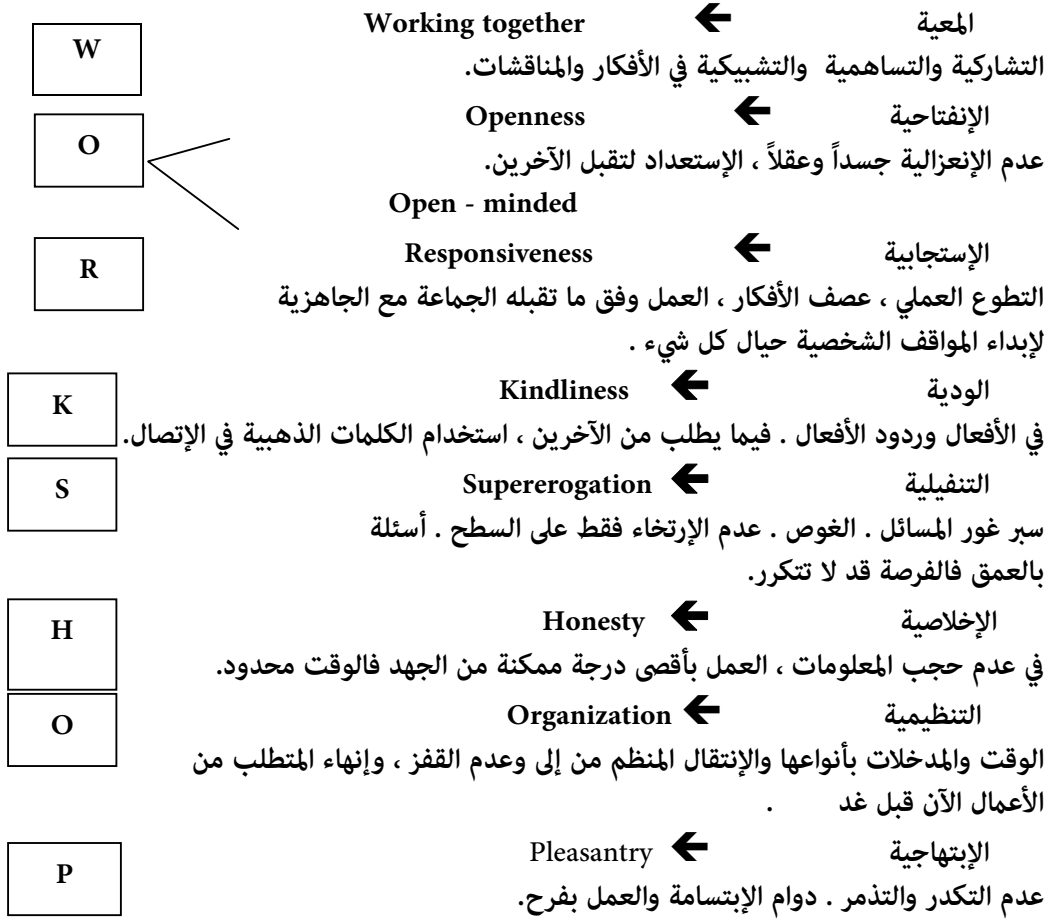 المعية 🡸 Working together
W
التشاركية والتساهمية والتشبيكية في الأفكار والمناقشات.
الإنفتاحية 🡸 Openness
O
عدم الإنعزالية جسداً وعقلاً ، الإستعداد لتقبل الآخرين.
Open - minded
الإستجابية 🡸 Responsiveness
R
التطوع العملي ، عصف الأفكار ، العمل وفق ما تقبله الجماعة مع الجاهزية
لإبداء المواقف الشخصية حيال كل شيء .
الودية 🡸 Kindliness
K
في الأفعال وردود الأفعال . فيما يطلب من الآخرين ، استخدام الكلمات الذهبية في الإتصال.
التنفيلية 🡸 Supererogation
S
سبر غور المسائل . الغوص . عدم الإرتخاء فقط على السطح . أسئلة
بالعمق فالفرصة قد لا تتكرر.
الإخلاصية 🡸 Honesty
H
في عدم حجب المعلومات ، العمل بأقصى درجة ممكنة من الجهد فالوقت محدود.
التنظيمية 🡸 Organization
O
الوقت والمدخلات بأنواعها والإنتقال المنظم من إلى وعدم القفز ، وإنهاء المتطلب من
الأعمال الآن قبل غد .
الإبتهاجية 🡸 Pleasantry
P
عدم التكدر والتذمر . دوام الإبتسامة والعمل بفرح.